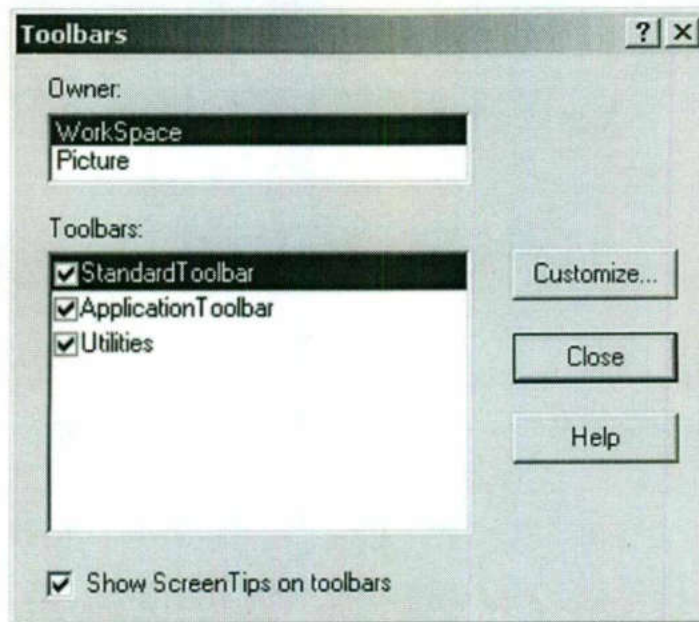 Toolbars
Owner:
WorkSpace
Picture
Toolbars:
StandardToolbar
ApplicationToolbar
Utilities
Customize...
Close
Help
Show ScreenTips on toolbars